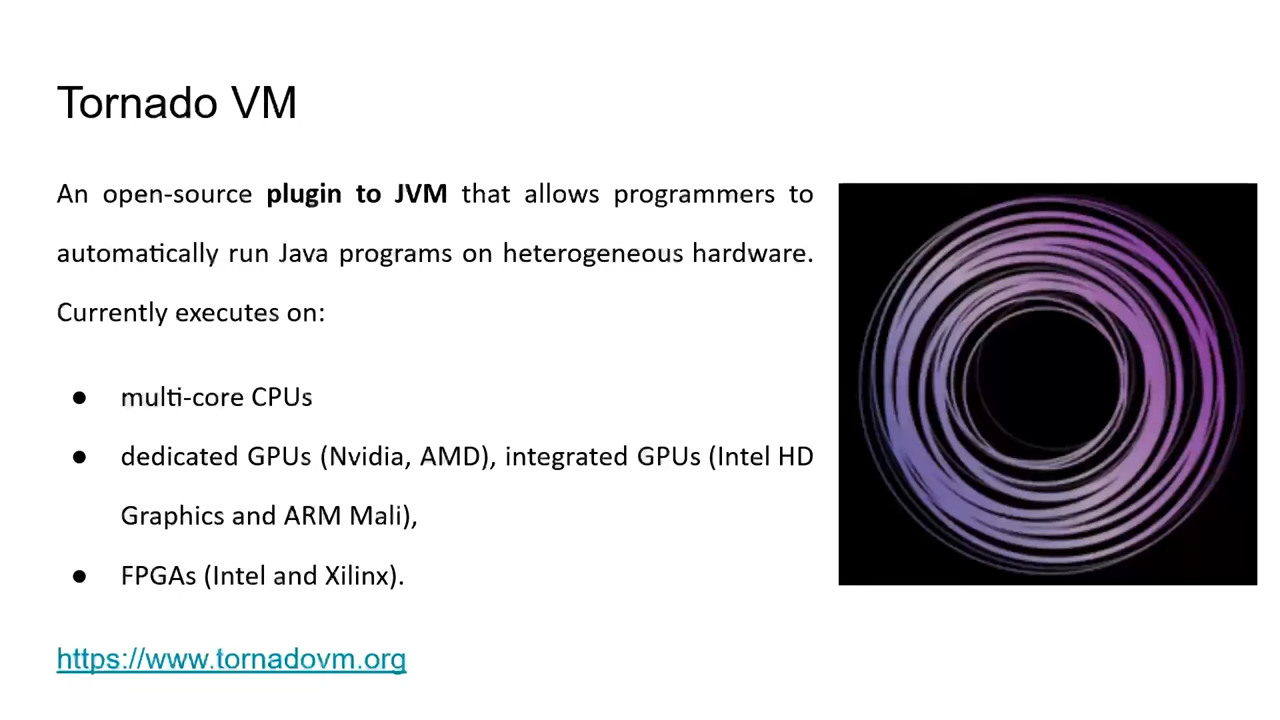 Tornado VM
An open-source plugin to JVM that allows programmers to
automatically run Java programs on heterogeneous hardware.
Currently executes on:
● multi-core CPUs
● dedicated GPUs (Nvidia, AMD), integrated GPUs (Intel HD
Graphics and ARM Mali),
● FPGAs (Intel and Xilinx).
https://www.tornadovm.org